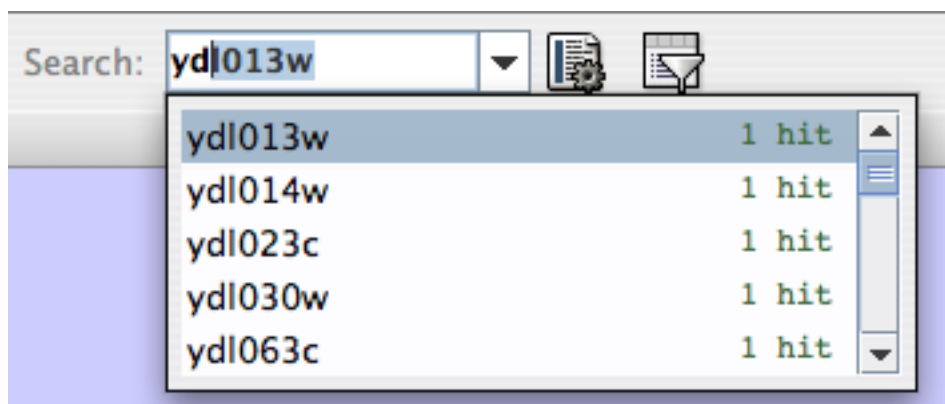 Search: ydl013w
ydl013w 1 hit
ydl014w 1 hit
ydl023c 1 hit
ydl030w 1 hit
ydl063c 1 hit